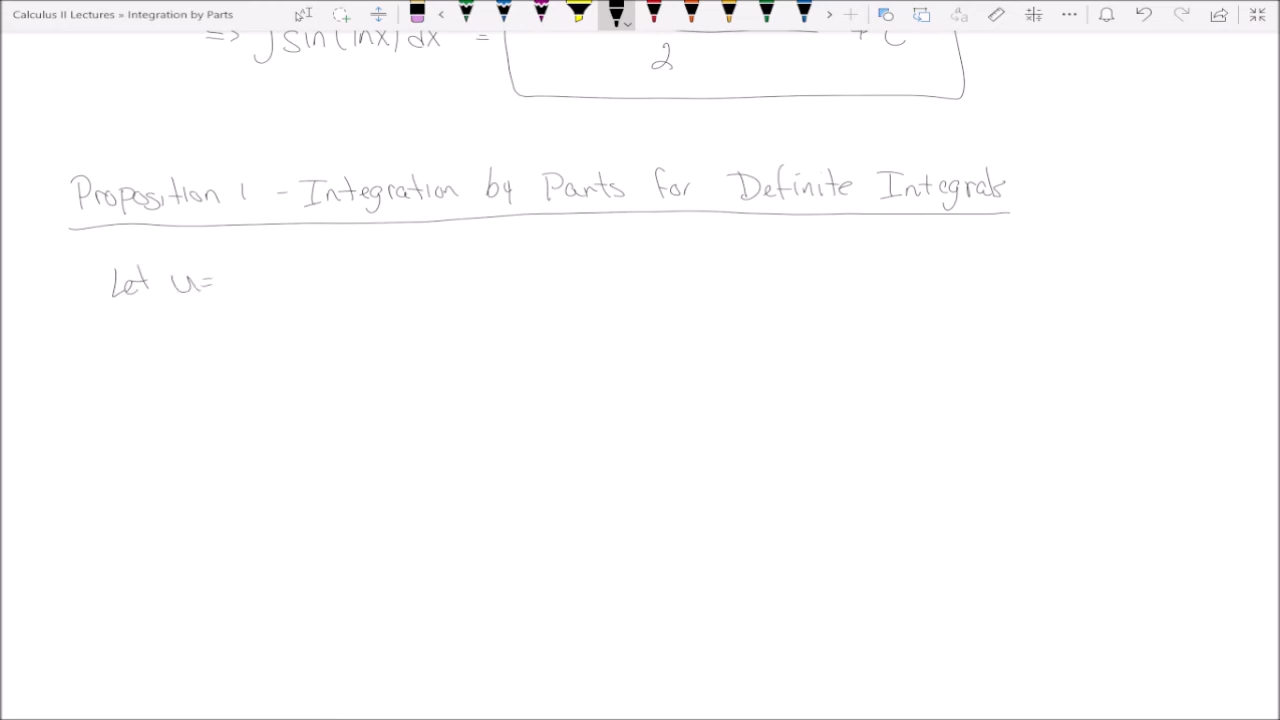 Calculus II Lectures » Integration by Parts
=> ∫ sin(lnx) dx = + C
2
Proposition 1 - Integration by Parts for Definite Integrals
Let u=